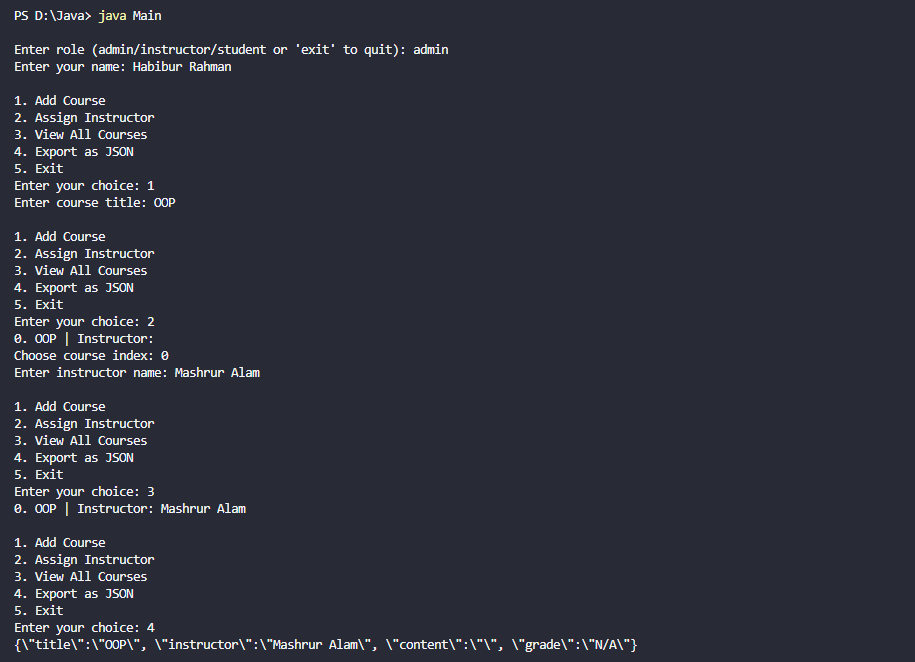 PS D:\Java> java Main
Enter role (admin/instructor/student or 'exit' to quit): admin
Enter your name: Habibur Rahman
1. Add Course
2. Assign Instructor
3. View All Courses
4. Export as JSON
5. Exit
Enter your choice: 1
Enter course title: OOP
1. Add Course
2. Assign Instructor
3. View All Courses
4. Export as JSON
5. Exit
Enter your choice: 2
0. OOP | Instructor:
Choose course index: 0
Enter instructor name: Mashrur Alam
1. Add Course
2. Assign Instructor
3. View All Courses
4. Export as JSON
5. Exit
Enter your choice: 3
0. OOP | Instructor: Mashrur Alam
1. Add Course
2. Assign Instructor
3. View All Courses
4. Export as JSON
5. Exit
Enter your choice: 4
{\"title\":\"OOP\", \"instructor\":\"Mashrur Alam\", \"content\":\"\", \"grade\":\"N/A\"}